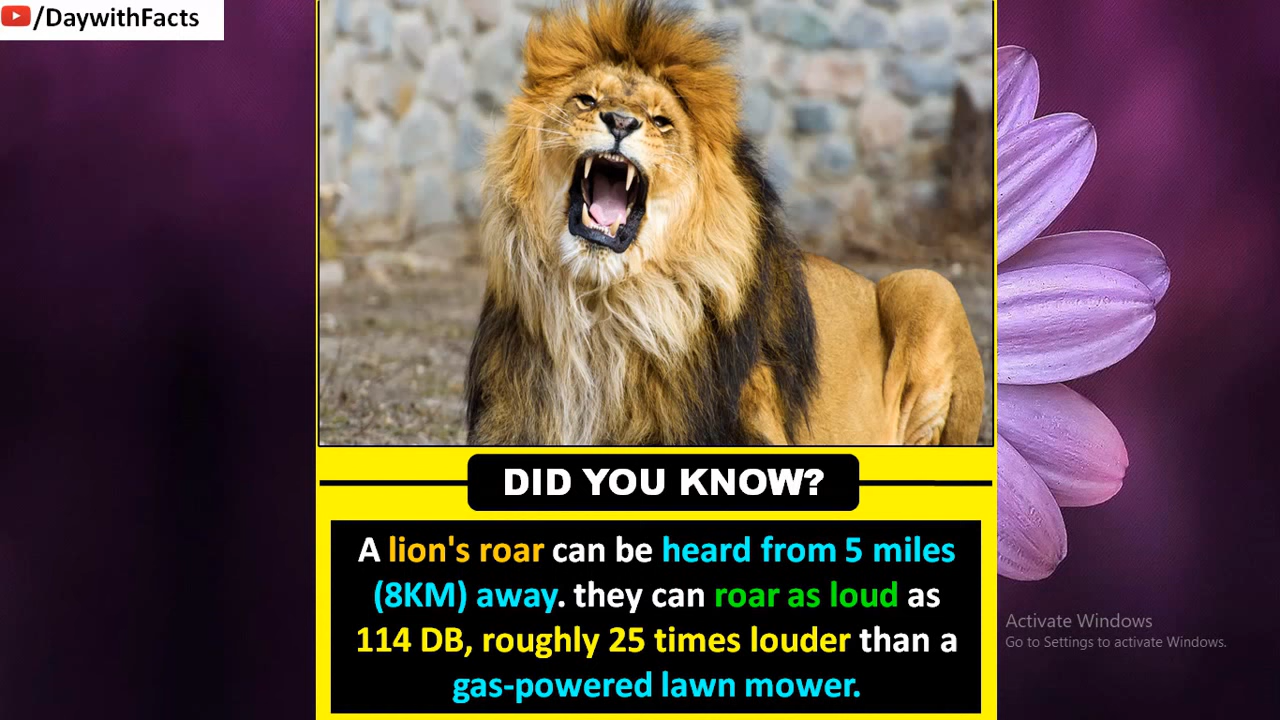 /DaywithFacts
DID YOU KNOW?
A lion's roar can be heard from 5 miles
(8KM) away. they can roar as loud as
114 DB, roughly 25 times louder than a
gas-powered lawn mower.
Activate Windows
Go to Settings to activate Windows.